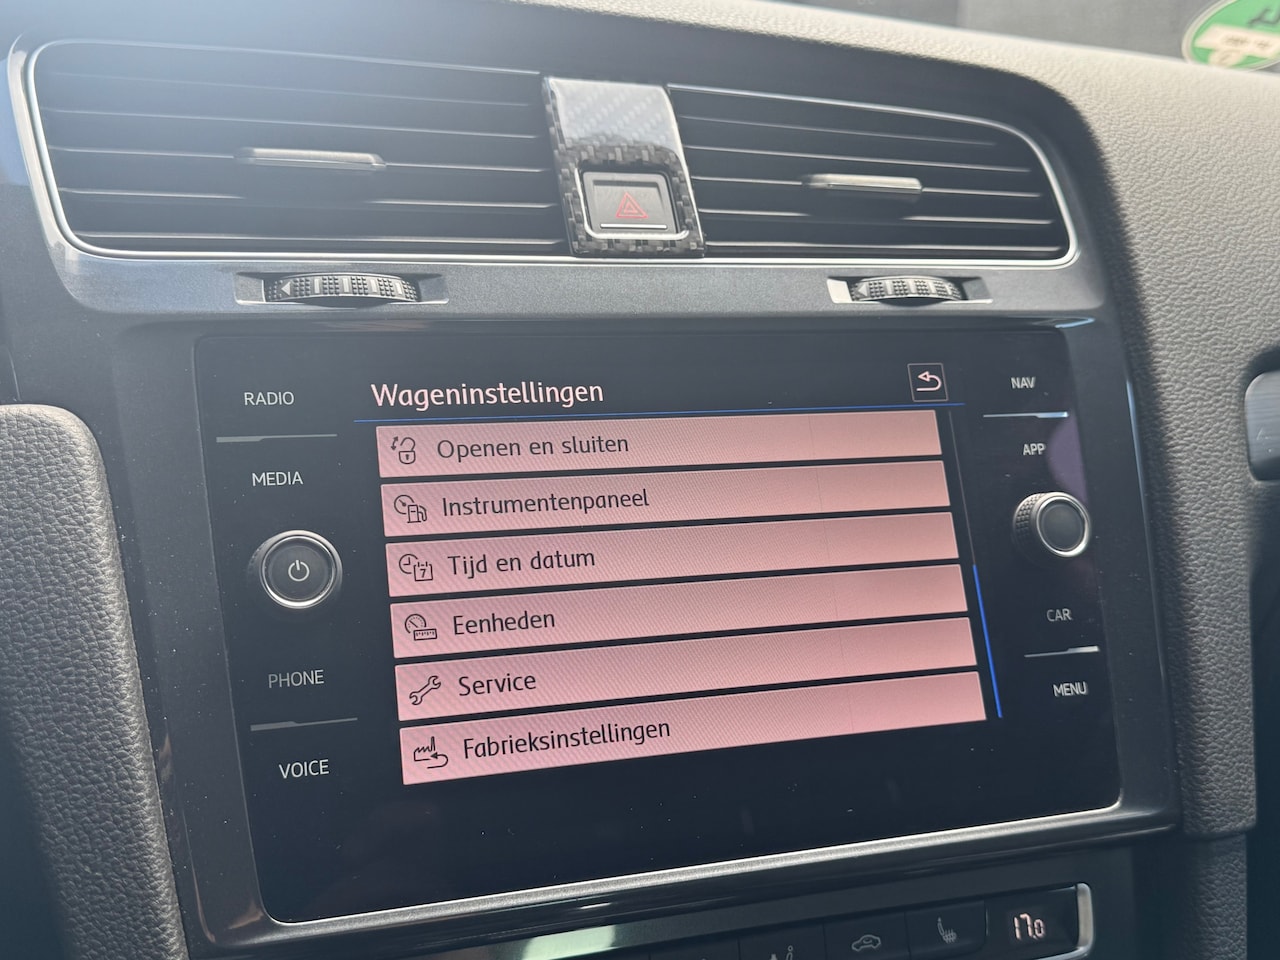 RADIO
MEDIA
PHONE
VOICE
Wageninstellingen
Openen en sluiten
Instrumentenpaneel
7
Tijd en datum
Eenheden
Service
Fabrieksinstellingen
NAV
APP
CAR
MENU
17.0